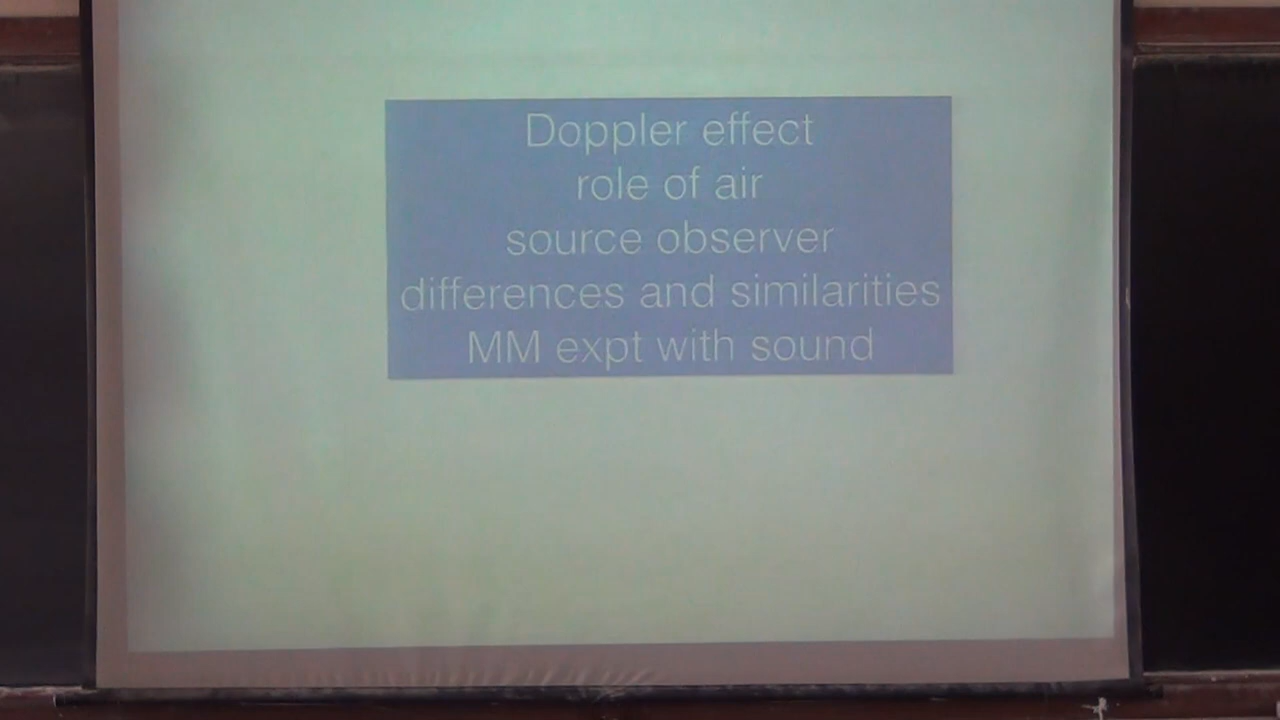 Doppler effect
role of air
source observer
differences and similarities
MM expt with sound